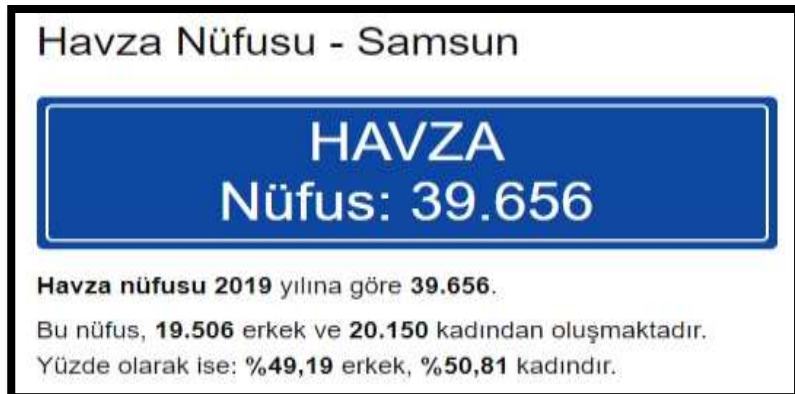 Havza Nüfusu - Samsun
HAVZA
Nüfus: 39.656
Havza nüfusu 2019 yılına göre 39.656.
Bu nüfus, 19.506 erkek ve 20.150 kadından oluşmaktadır.
Yüzde olarak ise: %49,19 erkek, %50,81 kadındır.